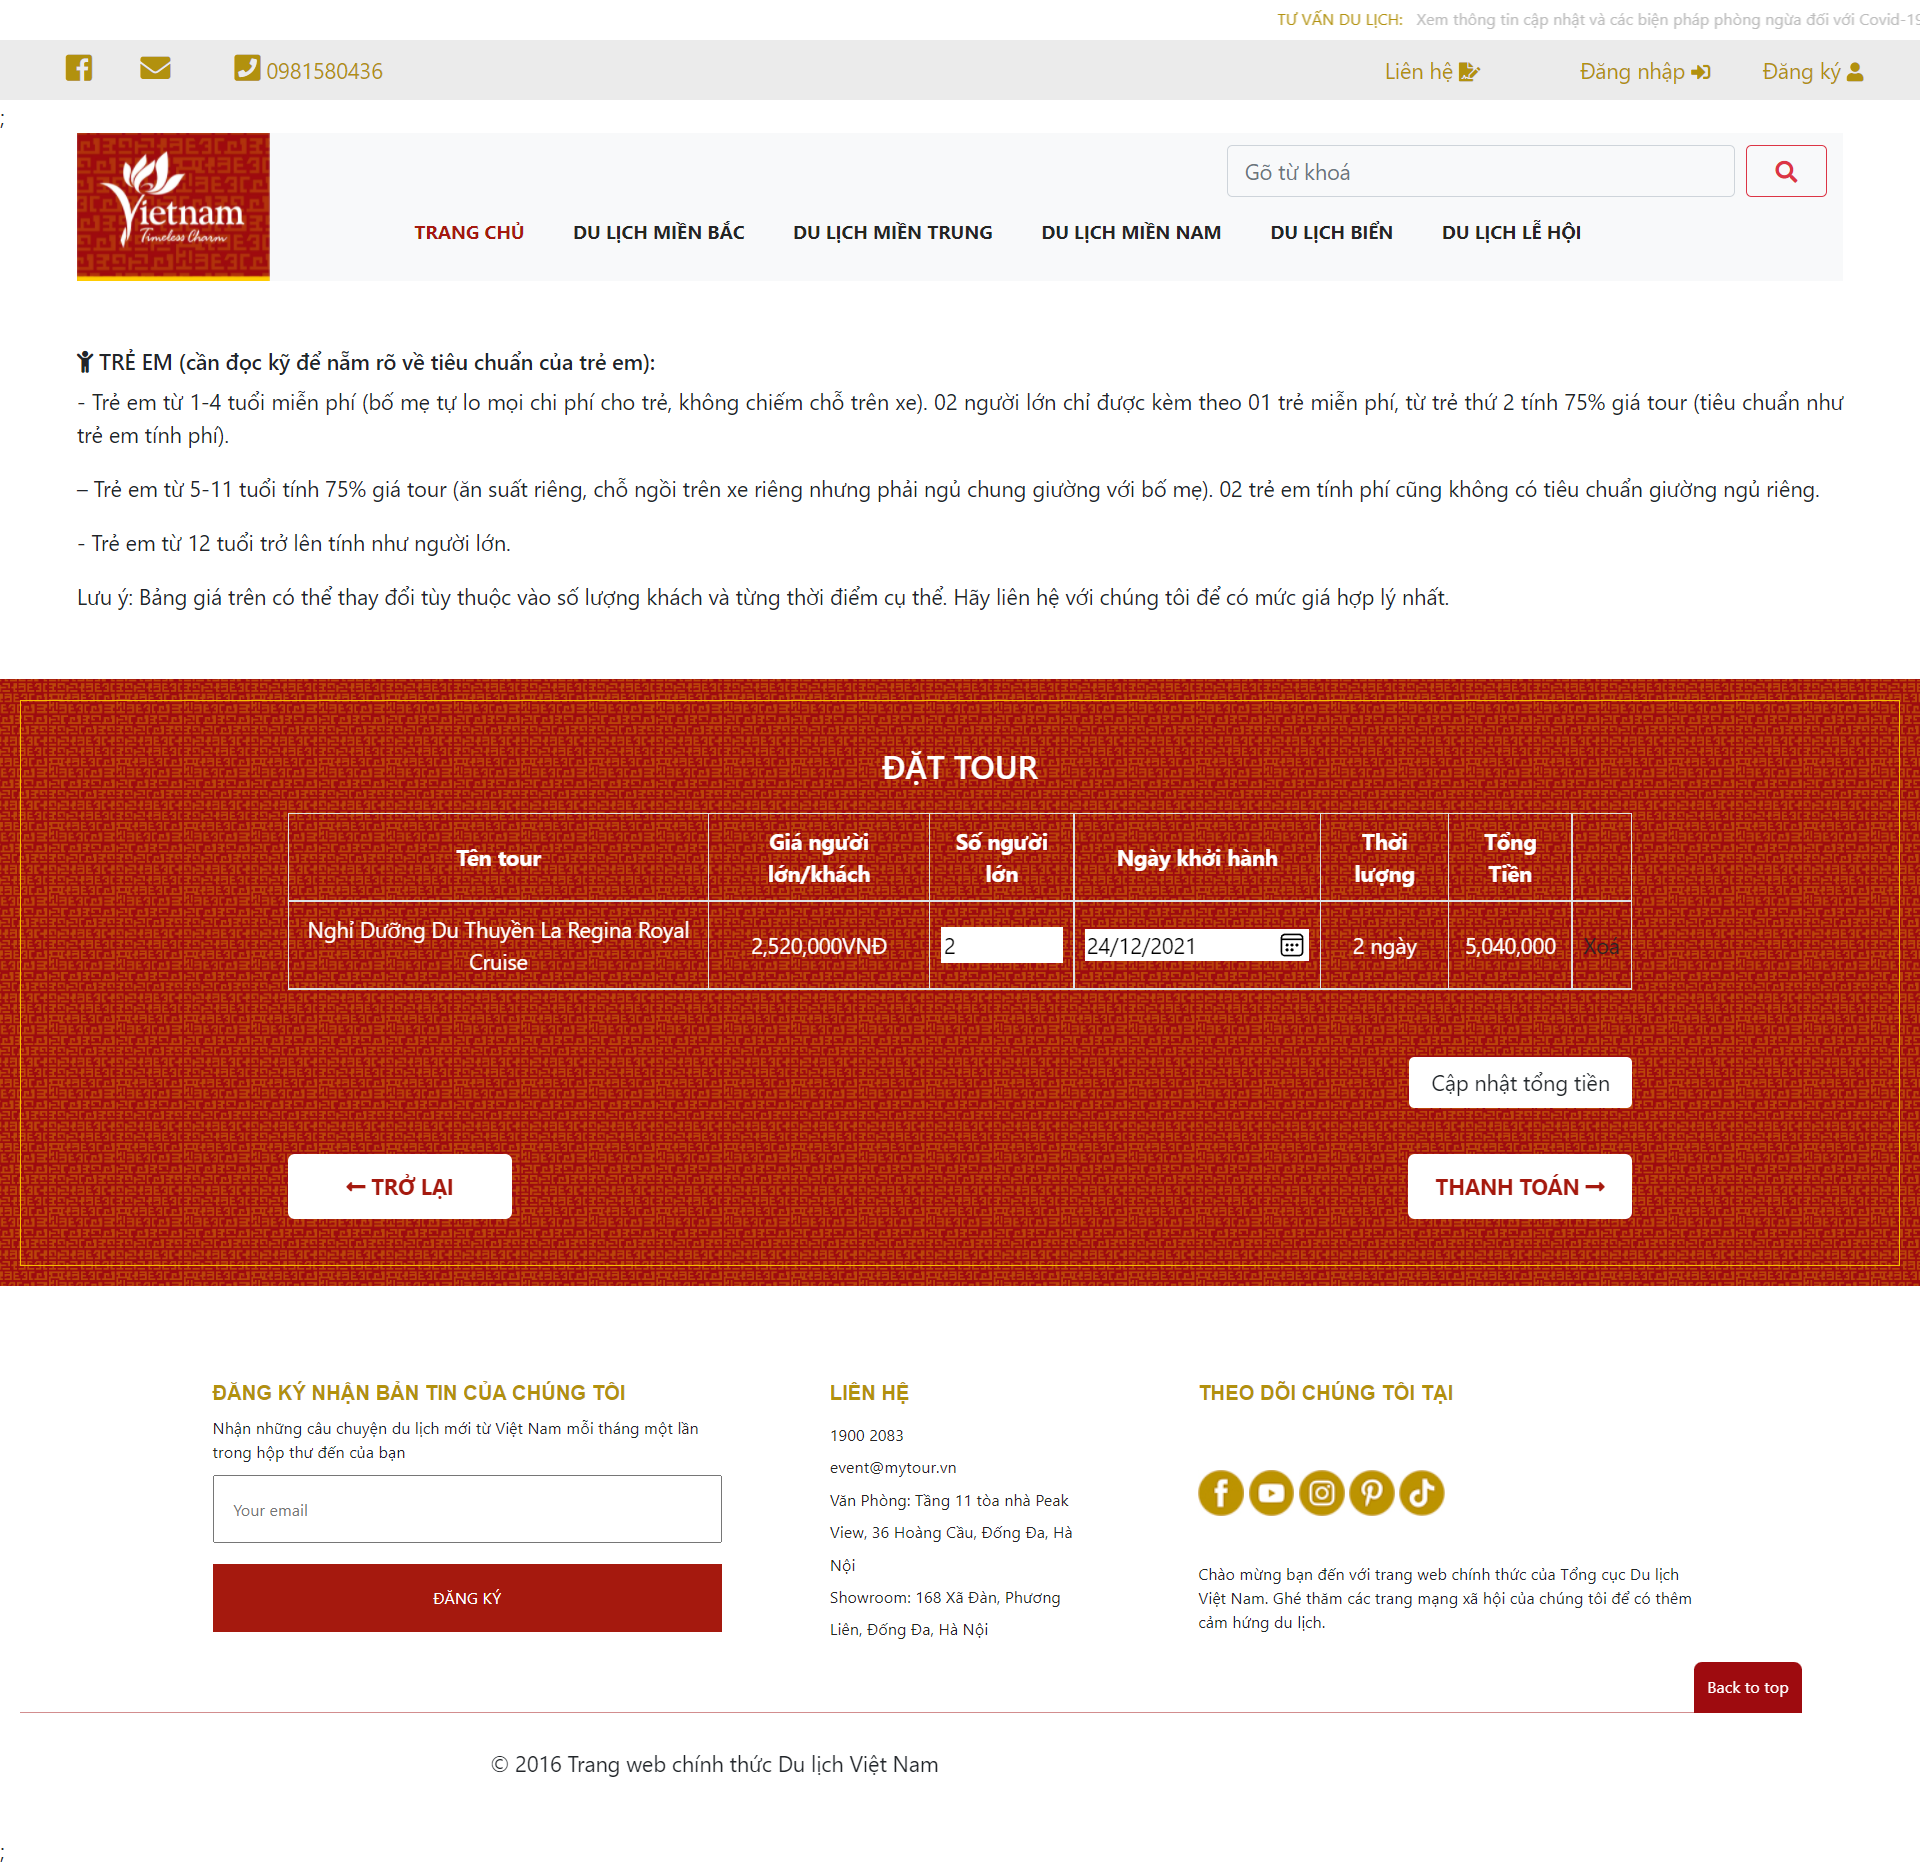 TƯ VẤN DU LỊCH: Xem thông tin cập nhật và các biện pháp phòng ngừa đối với Covid-19
0981580436
Liên hệ
Đăng nhập
Đăng ký
;
Vietnam
Timeless Charm
Gõ từ khoá
TRANG CHỦ
DU LỊCH MIỀN BẮC
DU LỊCH MIỀN TRUNG
DU LỊCH MIỀN NAM
DU LỊCH BIỂN
DU LỊCH LỄ HỘI
TRẺ EM (cần đọc kỹ để nắm rõ về tiêu chuẩn của trẻ em):
- Trẻ em từ 1-4 tuổi miễn phí (bố mẹ tự lo mọi chi phí cho trẻ, không chiếm chỗ trên xe). 02 người lớn chỉ được kèm theo 01 trẻ miễn phí, từ trẻ thứ 2 tính 75% giá tour (tiêu chuẩn như
trẻ em tính phí).
– Trẻ em từ 5-11 tuổi tính 75% giá tour (ăn suất riêng, chỗ ngồi trên xe riêng nhưng phải ngủ chung giường với bố mẹ). 02 trẻ em tính phí cũng không có tiêu chuẩn giường ngủ riêng.
- Trẻ em từ 12 tuổi trở lên tính như người lớn.
Lưu ý: Bảng giá trên có thể thay đổi tùy thuộc vào số lượng khách và từng thời điểm cụ thể. Hãy liên hệ với chúng tôi để có mức giá hợp lý nhất.
ĐẶT TOUR
Tên tour
Giá người
lớn/khách
Số người
lớn
Ngày khởi hành
Thời
lượng
Tổng
Tiền
Nghỉ Dưỡng Du Thuyền La Regina Royal
Cruise
2,520,000VNĐ
2
24/12/2021
2 ngày
5,040,000
Xoa
Cập nhật tổng tiền
TRỞ LẠI
THANH TOÁN
ĐĂNG KÝ NHẬN BẢN TIN CỦA CHÚNG TÔI
Nhận những câu chuyện du lịch mới từ Việt Nam mỗi tháng một lần
trong hộp thư đến của bạn
Your email
ĐĂNG KÝ
LIÊN HỆ
1900 2083
event@mytour.vn
Văn Phòng: Tầng 11 tòa nhà Peak
View, 36 Hoàng Cầu, Đống Đa, Hà
Nội
Showroom: 168 Xã Đàn, Phương
Liên, Đống Đa, Hà Nội
THEO DÕI CHÚNG TÔI TẠI
Chào mừng bạn đến với trang web chính thức của Tổng cục Du lịch
Việt Nam. Ghé thăm các trang mạng xã hội của chúng tôi để có thêm
cảm hứng du lịch.
Back to top
© 2016 Trang web chính thức Du lịch Việt Nam
;